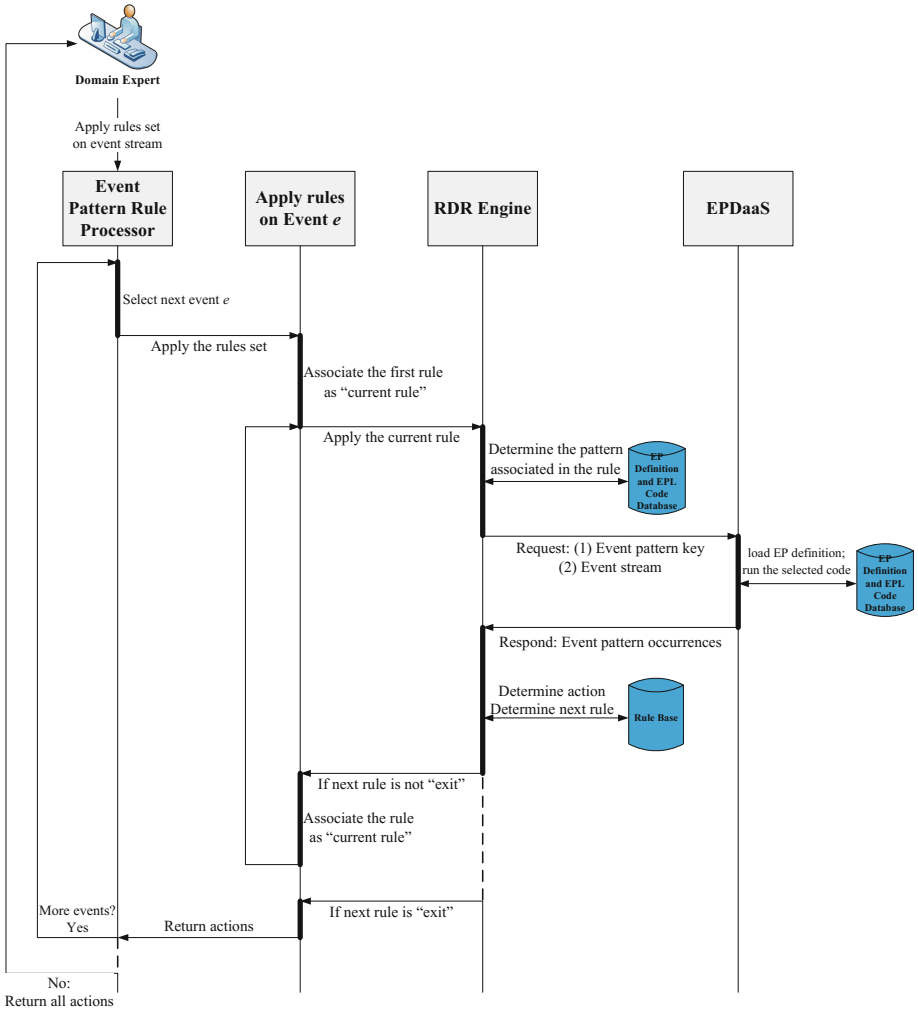 Domain Expert
Apply rules set
on event stream
Event
Pattern Rule
Processor
Apply rules
on Event e
RDR Engine
EPDaaS
Select next event e
Apply the rules set
Associate the first rule
as “current rule”
Apply the current rule
Determine the pattern
associated in the rule
EP
Definition
and EPL
Code
Database
Request: (1) Event pattern key
(2) Event stream
load EP definition;
run the selected code
EP
Definition
and EPL
Code
Database
Respond: Event pattern occurrences
Determine action
Determine next rule
Rule Base
If next rule is not “exit”
Associate the rule
as “current rule”
If next rule is “exit”
More events?
Yes
Return actions
No:
Return all actions